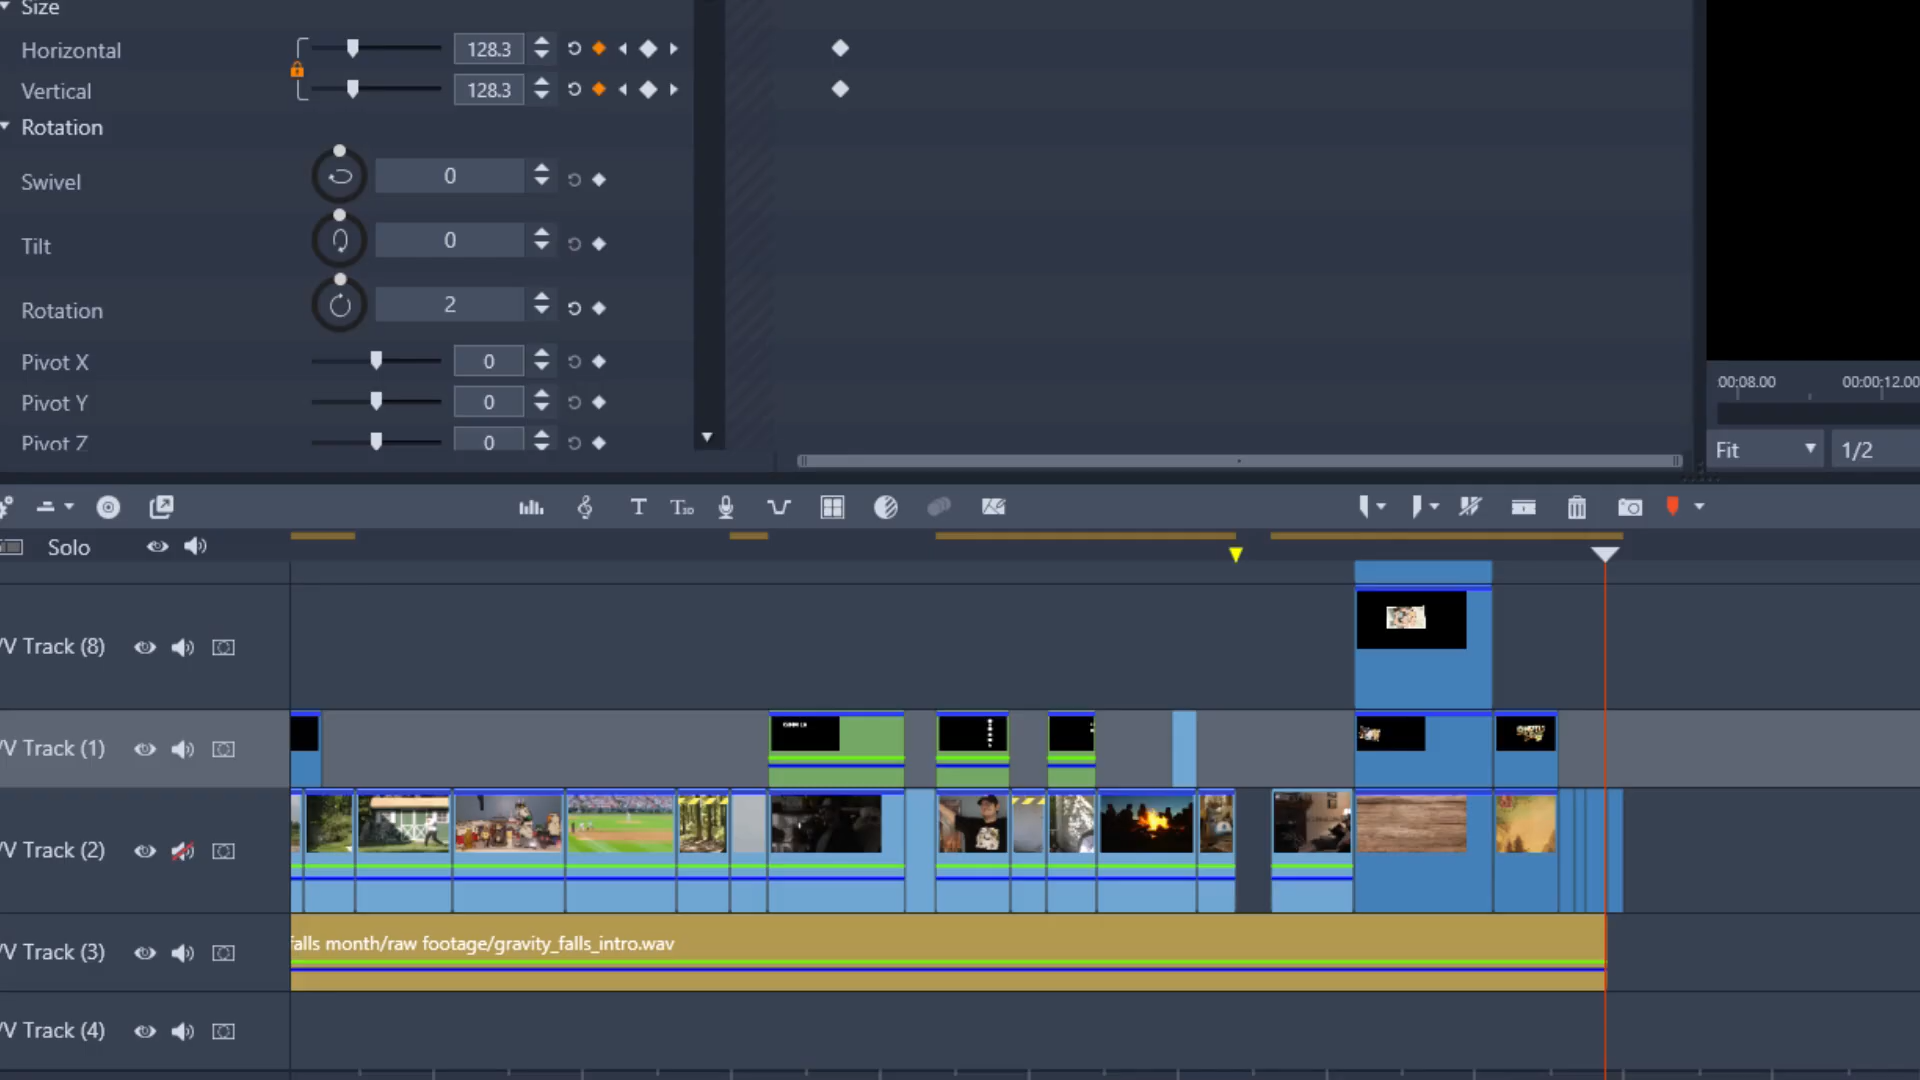 Size
Horizontal 128.3
Vertical 128.3
Rotation
Swivel 0
Tilt 0
Rotation 2
Pivot X 0
Pivot Y 0
Pivot Z 0
00:08.00 00:00:12.00
Fit 1/2
T T3D
Solo
/V Track (8)
/V Track (1)
/V Track (2)
/V Track (3)
falls month/raw footage/gravity_falls_intro.wav
/V Track (4)